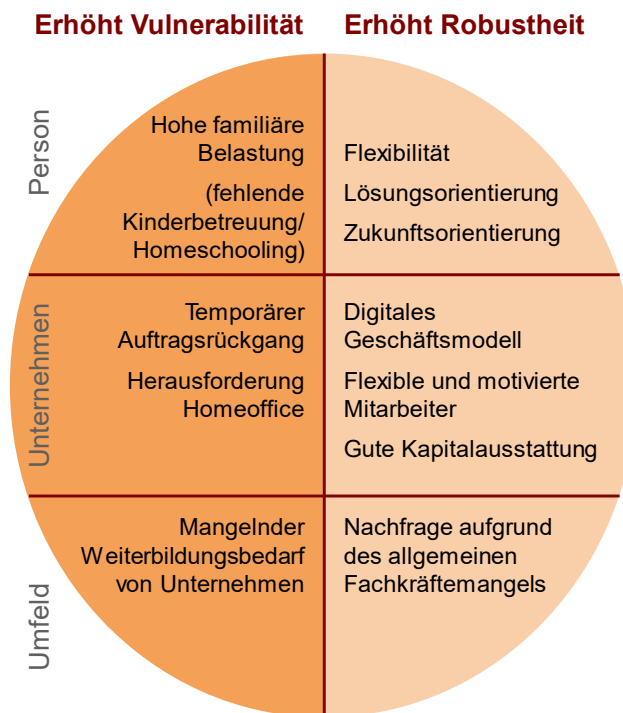 Erhöht Vulnerabilität
Erhöht Robustheit
Person
Hohe familiäre
Belastung
(fehlende
Kinderbetreuung/
Homeschooling)
Flexibilität
Lösungsorientierung
Zukunftsorientierung
Unternehmen
Temporärer
Auftragsrückgang
Herausforderung
Homeoffice
Digitales
Geschäftsmodell
Flexible und motivierte
Mitarbeiter
Gute Kapitalausstattung
Umfeld
Mangelnder
Weiterbildungsbedarf
von Unternehmen
Nachfrage aufgrund
des allgemeinen
Fachkräftemangels